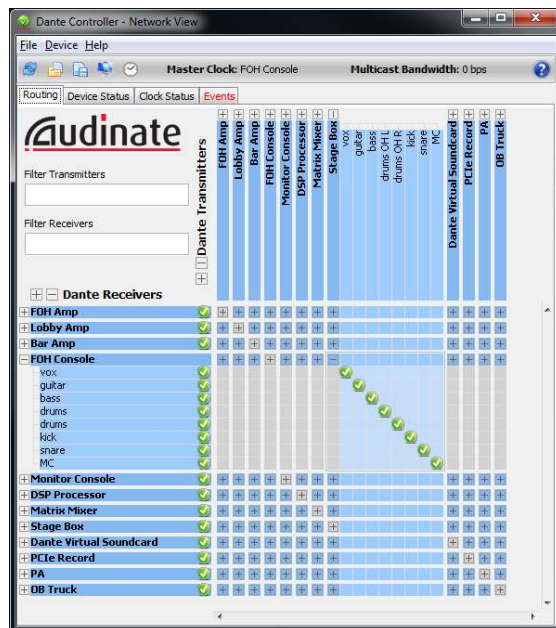 Dante Controller - Network View
File Device Help
Master Clock: FOH Console
Multicast Bandwidth: 0 bps
Routing
Device Status
Clock Status
Events
Audinate
Filter Transmitters
Filter Receivers
Dante Transmitters
FOH Amp
Lobby Amp
Bar Amp
FOH Console
Monitor Console
DSP Processor
Matrix Mixer
Stage Box
vox
guitar
bass
drums OH L
drums OH R
kick
snare
MC
Dante Virtual Soundcard
PCIe Record
PA
OB Truck
Dante Receivers
FOH Amp
Lobby Amp
Bar Amp
FOH Console
vox
guitar
bass
drums
drums
kick
snare
MC
Monitor Console
DSP Processor
Matrix Mixer
Stage Box
Dante Virtual Soundcard
PCIe Record
PA
OB Truck